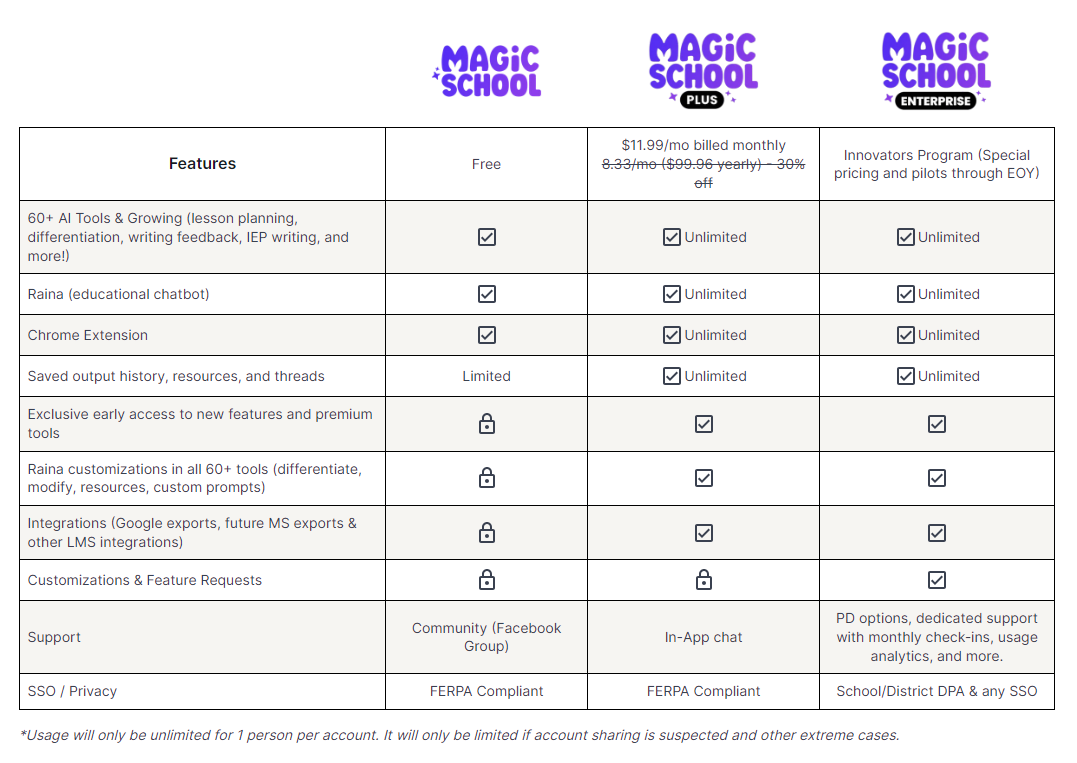 MAGiC
SCHOOL
MAGiC
SCHOOL
PLUS
MAGiC
SCHOOL
ENTERPRISE
Features
Free
$11.99/mo billed monthly
8.33/mo ($99.96 yearly) - 30%
off
Innovators Program (Special
pricing and pilots through EOY)
60+ AI Tools & Growing (lesson planning,
differentiation, writing feedback, IEP writing, and
more!)
Unlimited
Unlimited
Raina (educational chatbot)
Unlimited
Unlimited
Chrome Extension
Unlimited
Unlimited
Saved output history, resources, and threads
Limited
Unlimited
Unlimited
Exclusive early access to new features and premium
tools
Raina customizations in all 60+ tools (differentiate,
modify, resources, custom prompts)
Integrations (Google exports, future MS exports &
other LMS integrations)
Customizations & Feature Requests
Support
Community (Facebook
Group)
In-App chat
PD options, dedicated support
with monthly check-ins, usage
analytics, and more.
SSO / Privacy
FERPA Compliant
FERPA Compliant
School/District DPA & any SSO
*Usage will only be unlimited for 1 person per account. It will only be limited if account sharing is suspected and other extreme cases.